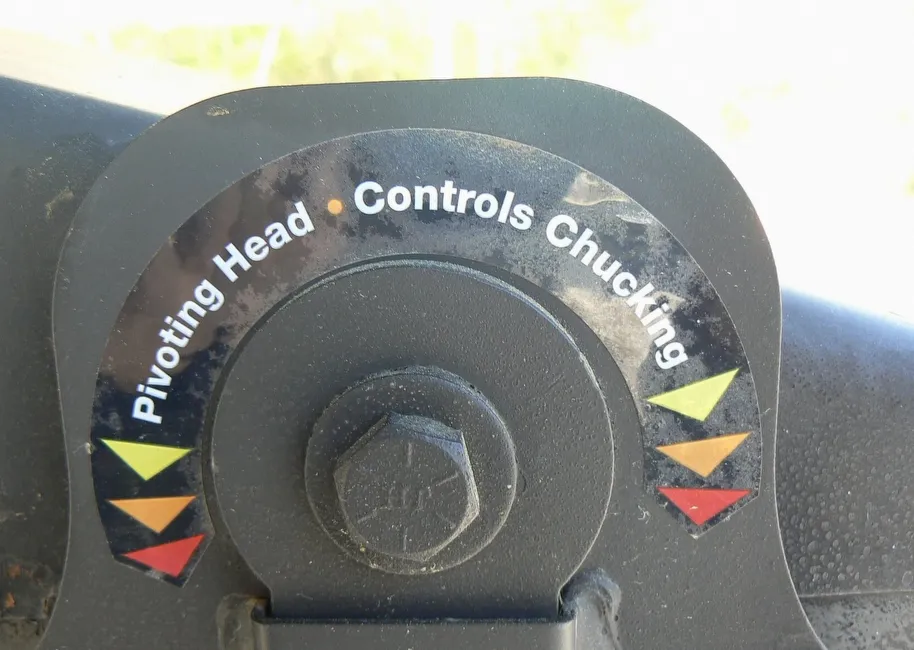 Pivoting Head • Controls Chucking